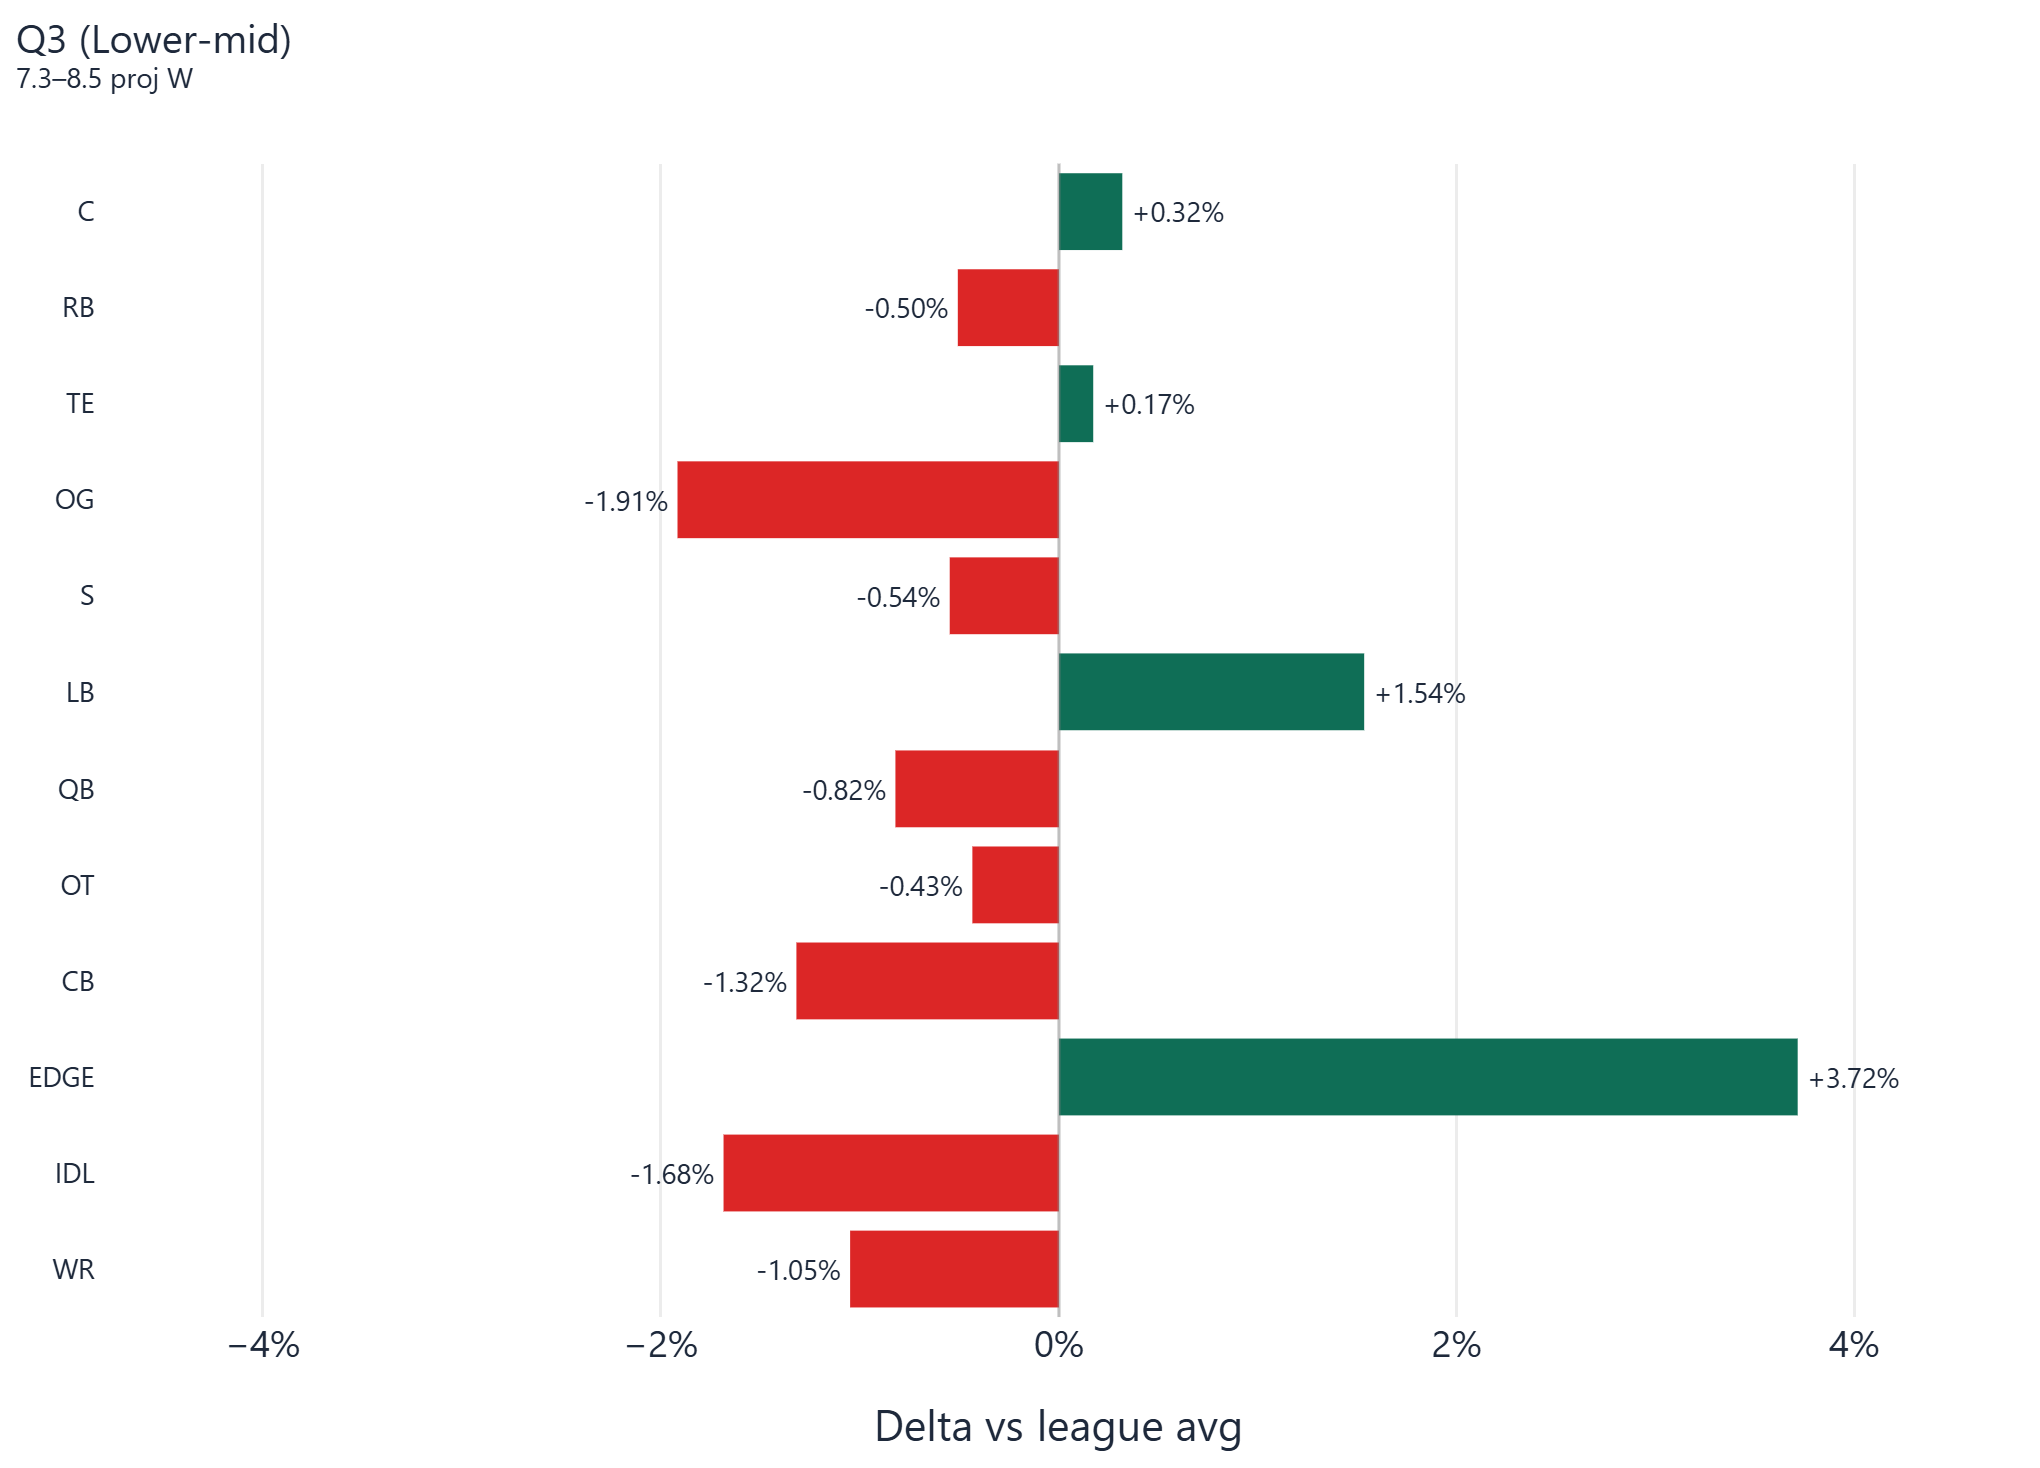 Q3 (Lower-mid)
7.3–8.5 proj W
C +0.32%
RB -0.50%
TE +0.17%
OG -1.91%
S -0.54%
LB +1.54%
QB -0.82%
OT -0.43%
CB -1.32%
EDGE +3.72%
IDL -1.68%
WR -1.05%
−4% −2% 0% 2% 4%
Delta vs league avg